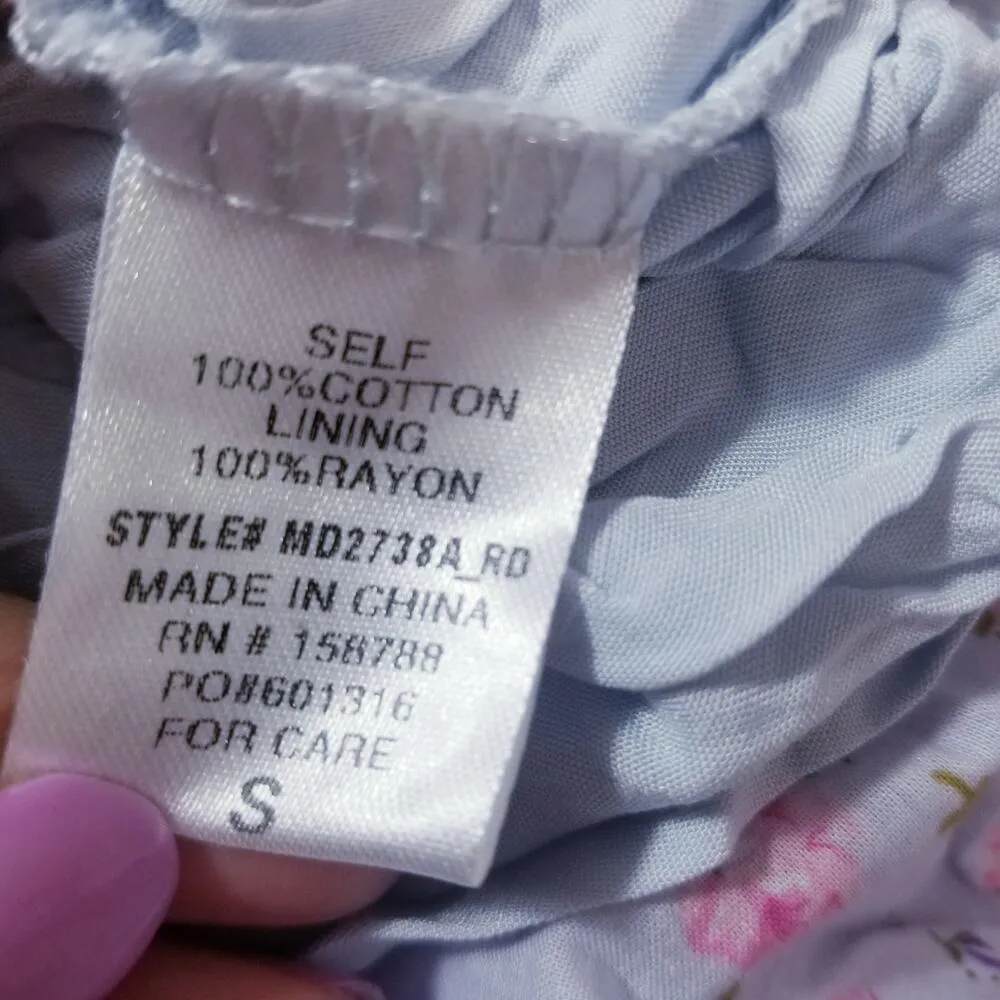 SELF
100%COTTON
LINING
100%RAYON
STYLE# MD2738A_RD
MADE IN CHINA
RN # 158788
PO#601316
FOR CARE
S